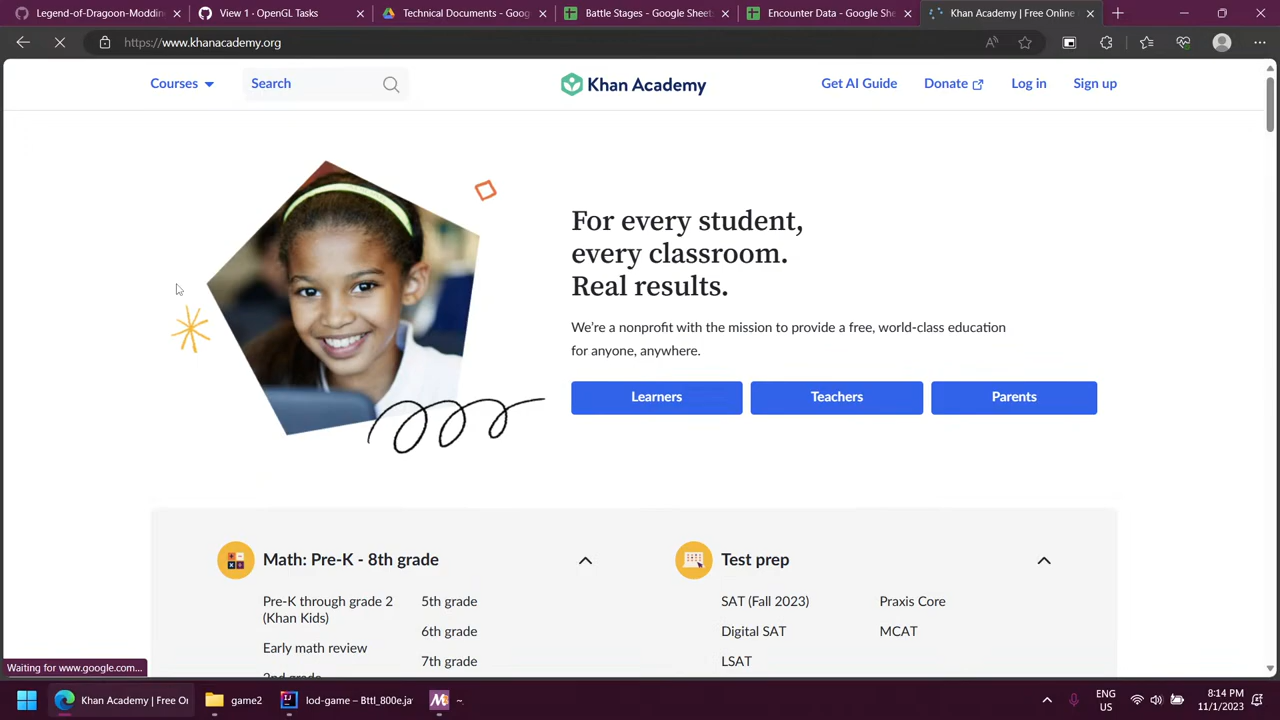 Legend-of-Dragoon-Modding
View 1 · OpenGL Tasks
Technical Documents - Goog
Battle Stages - Google Sheets
Encounter Data - Google She
Khan Academy | Free Online
https://www.khanacademy.org
Courses
Search
Khan Academy
Get AI Guide
Donate
Log in
Sign up
For every student,
every classroom.
Real results.
We're a nonprofit with the mission to provide a free, world-class education
for anyone, anywhere.
Learners
Teachers
Parents
Math: Pre-K - 8th grade
Pre-K through grade 2
(Khan Kids)
Early math review
2nd grade
5th grade
6th grade
7th grade
Test prep
SAT (Fall 2023)
Digital SAT
LSAT
Praxis Core
MCAT
Waiting for www.google.com...
Khan Academy | Free Onl
game2
lod-game – Bttl_800e.ja
~
ENG
US
8:14 PM
11/1/2023